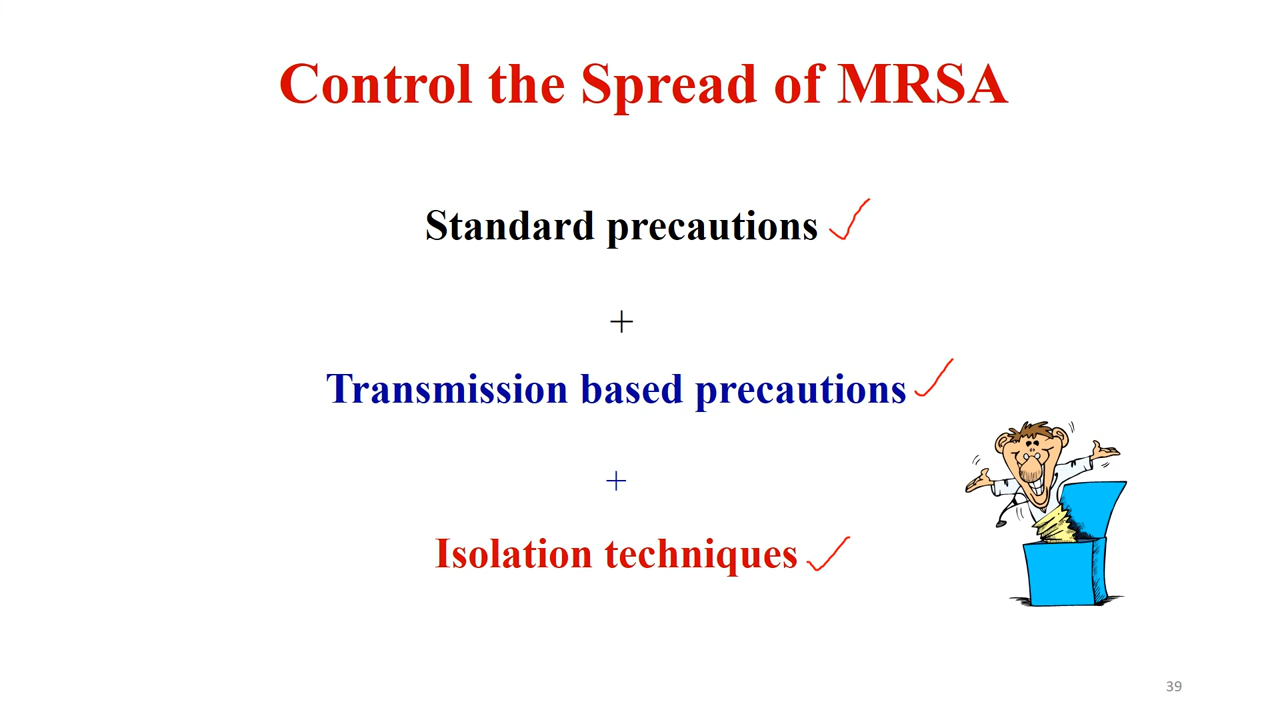 Control the Spread of MRSA
Standard precautions
+
Transmission based precautions
+
Isolation techniques
39